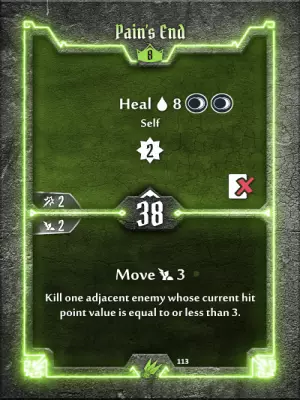 Pain's End
8
Heal 8
Self
2
2
38
2
Move 3
Kill one adjacent enemy whose current hit
point value is equal to or less than 3.
113